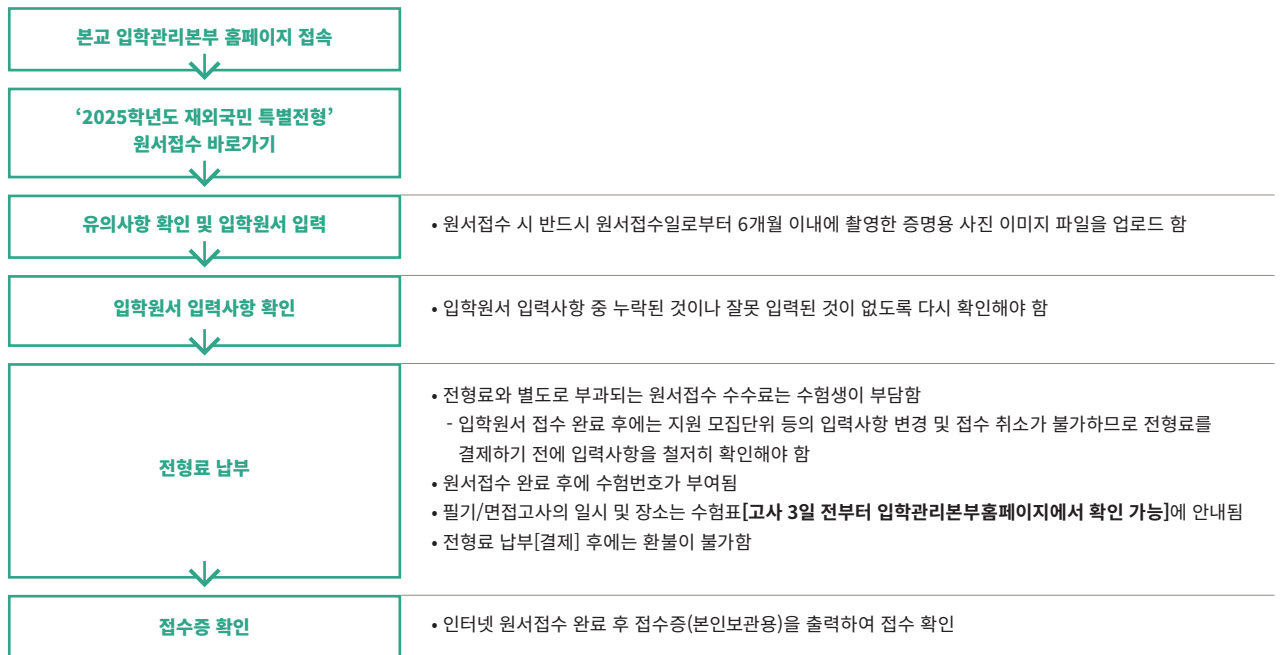 본교 입학관리본부 홈페이지 접속
‘2025학년도 재외국민 특별전형’
원서접수 바로가기
유의사항 확인 및 입학원서 입력
• 원서접수 시 반드시 원서접수일로부터 6개월 이내에 촬영한 증명용 사진 이미지 파일을 업로드 함
입학원서 입력사항 확인
• 입학원서 입력사항 중 누락된 것이나 잘못 입력된 것이 없도록 다시 확인해야 함
전형료 납부
• 전형료와 별도로 부과되는 원서접수 수수료는 수험생이 부담함
- 입학원서 접수 완료 후에는 지원 모집단위 등의 입력사항 변경 및 접수 취소가 불가하므로 전형료를
결제하기 전에 입력사항을 철저히 확인해야 함
• 원서접수 완료 후에 수험번호가 부여됨
• 필기/면접고사의 일시 및 장소는 수험표[고사 3일 전부터 입학관리본부홈페이지에서 확인 가능]에 안내됨
• 전형료 납부[결제] 후에는 환불이 불가함
접수증 확인
• 인터넷 원서접수 완료 후 접수증(본인보관용)을 출력하여 접수 확인